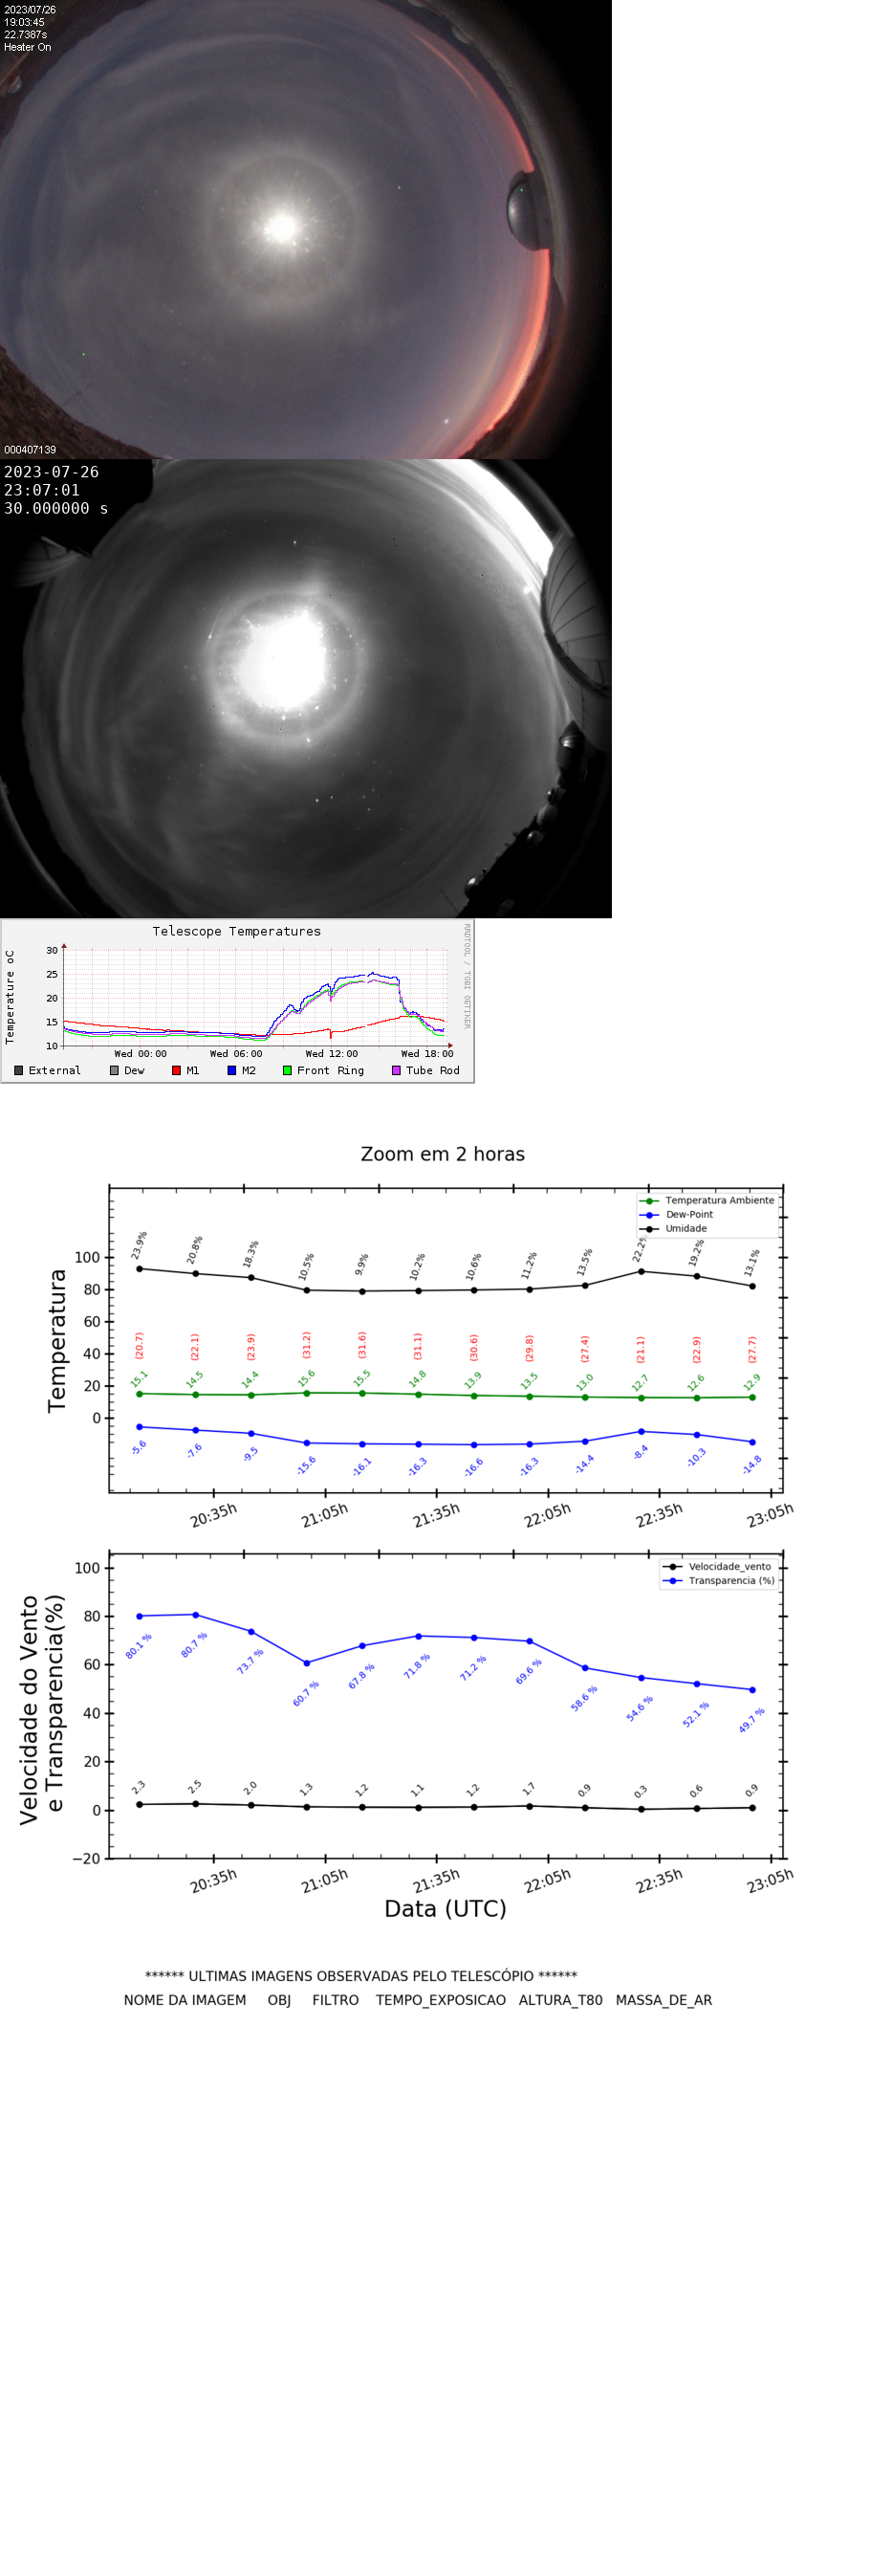 2023/07/26
19:03:45
22.7387s
Heater On
000407139
2023-07-26
23:07:01
30.000000 s
Telescope Temperatures
RRDTOOL / TOBI OETIKER
Temperature oC
30
25
20
15
10
Wed 00:00 Wed 06:00 Wed 12:00 Wed 18:00
External Dew M1 M2 Front Ring Tube Rod
Zoom em 2 horas
Temperatura Ambiente
Dew-Point
Umidade
Temperatura
100
80
60
40
20
0
23.9% 20.8% 18.3% 10.5% 9.9% 10.2% 10.6% 11.2% 13.5% 22.2% 19.2% 13.1%
(20.7) (22.1) (23.9) (31.2) (31.6) (31.1) (30.6) (29.8) (27.4) (21.1) (22.9) (27.7)
15.1 14.5 14.4 15.6 15.5 14.8 13.9 13.5 13.0 12.7 12.6 12.9
-5.6 -7.6 -9.5 -15.6 -16.1 -16.3 -16.6 -16.3 -14.4 -8.4 -10.3 -14.8
20:35h 21:05h 21:35h 22:05h 22:35h 23:05h
Velocidade_vento
Transparencia (%)
Velocidade do Vento
e Transparencia(%)
100
80
60
40
20
0
−20
80.1 % 80.7 % 73.7 % 60.7 % 67.8 % 71.8 % 71.2 % 69.6 % 58.6 % 54.6 % 52.1 % 49.7 %
2.3 2.5 2.0 1.3 1.2 1.1 1.2 1.7 0.9 0.3 0.6 0.9
20:35h 21:05h 21:35h 22:05h 22:35h 23:05h
Data (UTC)
****** ULTIMAS IMAGENS OBSERVADAS PELO TELESCÓPIO ******
NOME DA IMAGEM OBJ FILTRO TEMPO_EXPOSICAO ALTURA_T80 MASSA_DE_AR